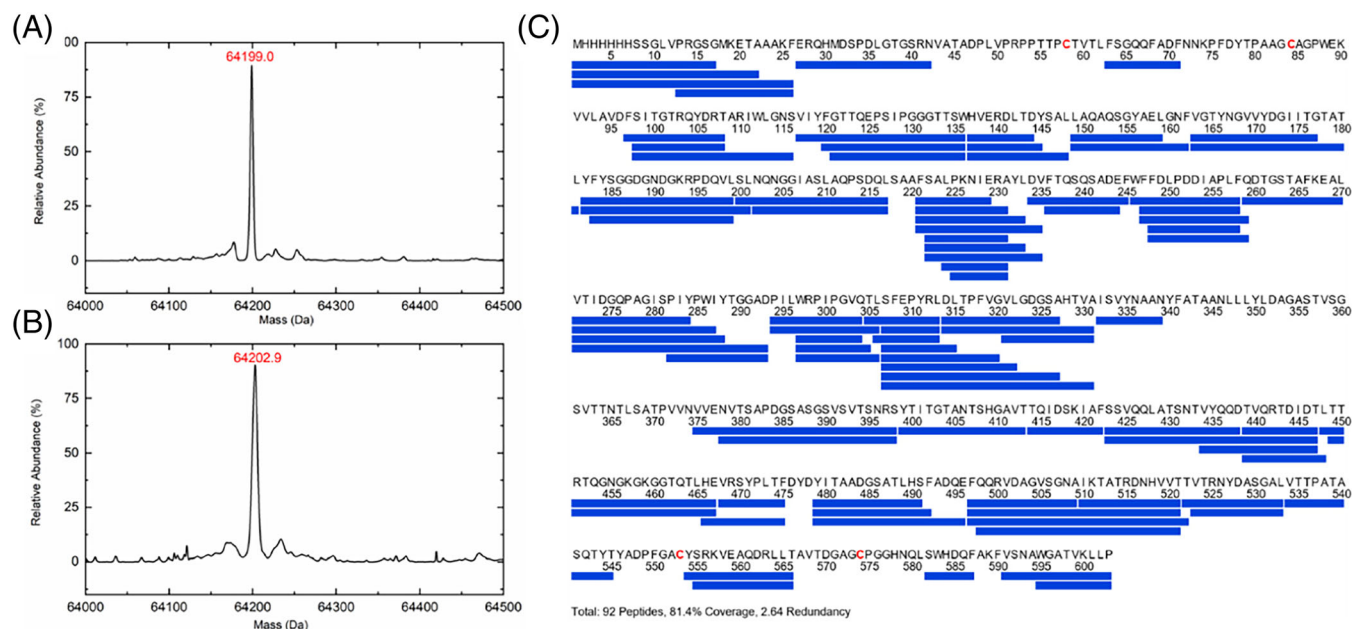 (A)
00
75
50
25
0
Relative Abundance (%)
64199.0
64000 64100 64200 64300 64400 64500
Mass (Da)
(B)
100
75
50
25
0
Relative Abundance (%)
64202.9
64000 64100 64200 64300 64400 64500
Mass (Da)
(C)
MHHHHHHSSGLVPRGSGMKETAAAKFERQHMDSPDLGTGSRNVATADPLVPRPPTTPCTVTLFSGQQFADFNNKPFDYTPAAGCAGPWEK
5 10 15 20 25 30 35 40 45 50 55 60 65 70 75 80 85 90
VVLAVDFSITGTRQYDRTARIWLGNSVIYFGTTQEPSIPGGGTTSWHVERDLTDYSALLAQAQSGYAELGNFVGTYNGVVYDGIITGTAT
95 100 105 110 115 120 125 130 135 140 145 150 155 160 165 170 175 180
LYFYSGGDGNDGKRPDQVLSLNQNGGIASLAQPSDQLSAAFSALPKNIERAYLDVFTQSQSADEFWFFDLPDDIAPLFQDTGSTAFKEAL
185 190 195 200 205 210 215 220 225 230 235 240 245 250 255 260 265 270
VTIDGQPAGISPIYPWIYTGGADPILWRPIPGVQTLSFEPYRLDLTPFVGVLGDGSAHTVAISVYNAANYFATAANLLLYLDAGASTVSG
275 280 285 290 295 300 305 310 315 320 325 330 335 340 345 350 355 360
SVTTNTLSATPVVNVVENVTSAPDGSASGSVSVTSNRSYTITGTANTSHGAVTTQIDSKIAFSSVQQLATSNTVYQQDTVQRTDIDTLTT
365 370 375 380 385 390 395 400 405 410 415 420 425 430 435 440 445 450
RTQGNGKGKGGTQTLHEVRSYPLTFDYDYITAADGSATLHSFADQEFQQRVDAGVSGNAIKTATRDNHVVTTVTRNYDASGALVTTPATA
455 460 465 470 475 480 485 490 495 500 505 510 515 520 525 530 535 540
SQTYTYADPFGACYSRKVEAQDRLLTAVTDGAGCPGGHNQLSWHDQFAKFVSNAWGATVKLLP
545 550 555 560 565 570 575 580 585 590 595 600
Total: 92 Peptides, 81.4% Coverage, 2.64 Redundancy